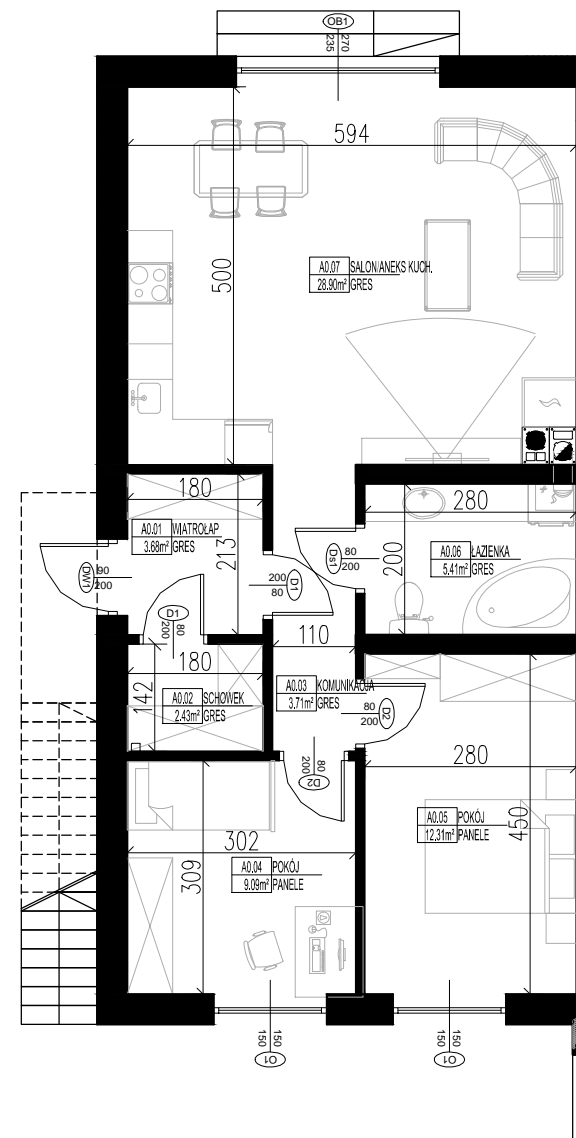 OB1
270
235
594
500
A0.07 SALON/ANEKS KUCH.
28.90m² GRES
180
A0.01 WIATROŁAP
3.68m² GRES
213
280
200
A0.06 ŁAZIENKA
5.41m² GRES
DW1
90
200
D1
200
80
Ds1
80
200
D1
80
200
110
180
142
A0.02 SCHOWEK
2.43m² GRES
A0.03 KOMUNIKACJA
3.71m² GRES
D2
80
200
D2
80
200
280
450
A0.05 POKÓJ
12.31m² PANELE
302
309
A0.04 POKÓJ
9.09m² PANELE
150
150
O1
150
150
O1